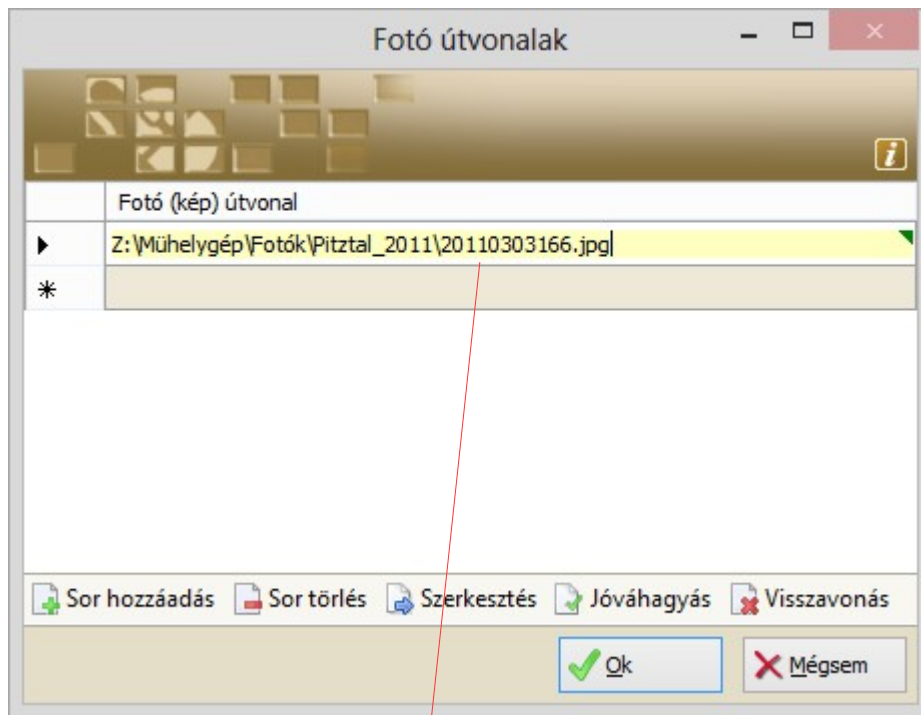 Fotó útvonalak
i
Fotó (kép) útvonal
Z:\Mühelygép\Fotók\Pitztal_2011\20110303166.jpg
Sor hozzáadás Sor törlés Szerkesztés Jóváhagyás Visszavonás
Ok Mégsem